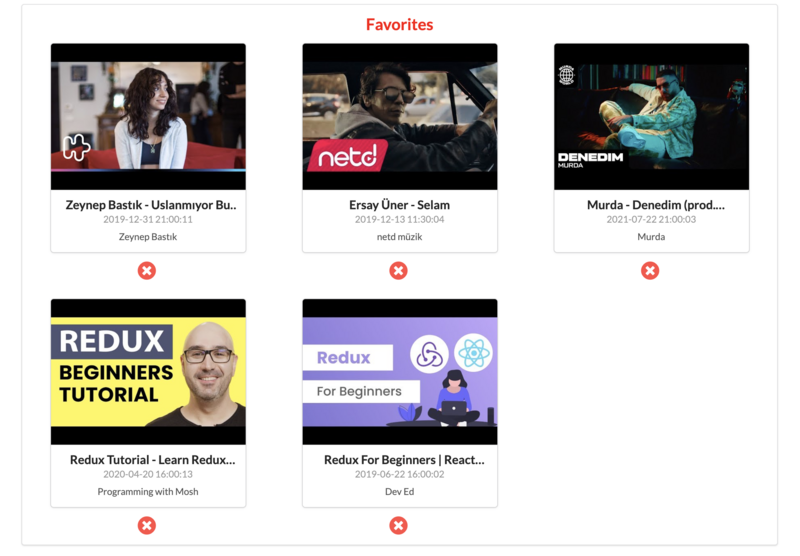 Favorites
netd
DENEDIM
MURDA
Zeynep Bastık - Uslanmıyor Bu..
2019-12-31 21:00:11
Zeynep Bastık
Ersay Üner - Selam
2019-12-13 11:30:04
netd müzik
Murda - Denedim (prod....
2021-07-22 21:00:03
Murda
REDUX
BEGINNERS
TUTORIAL
Redux
For Beginners
Redux Tutorial - Learn Redux...
2020-04-20 16:00:13
Programming with Mosh
Redux For Beginners | React...
2019-06-22 16:00:02
Dev Ed